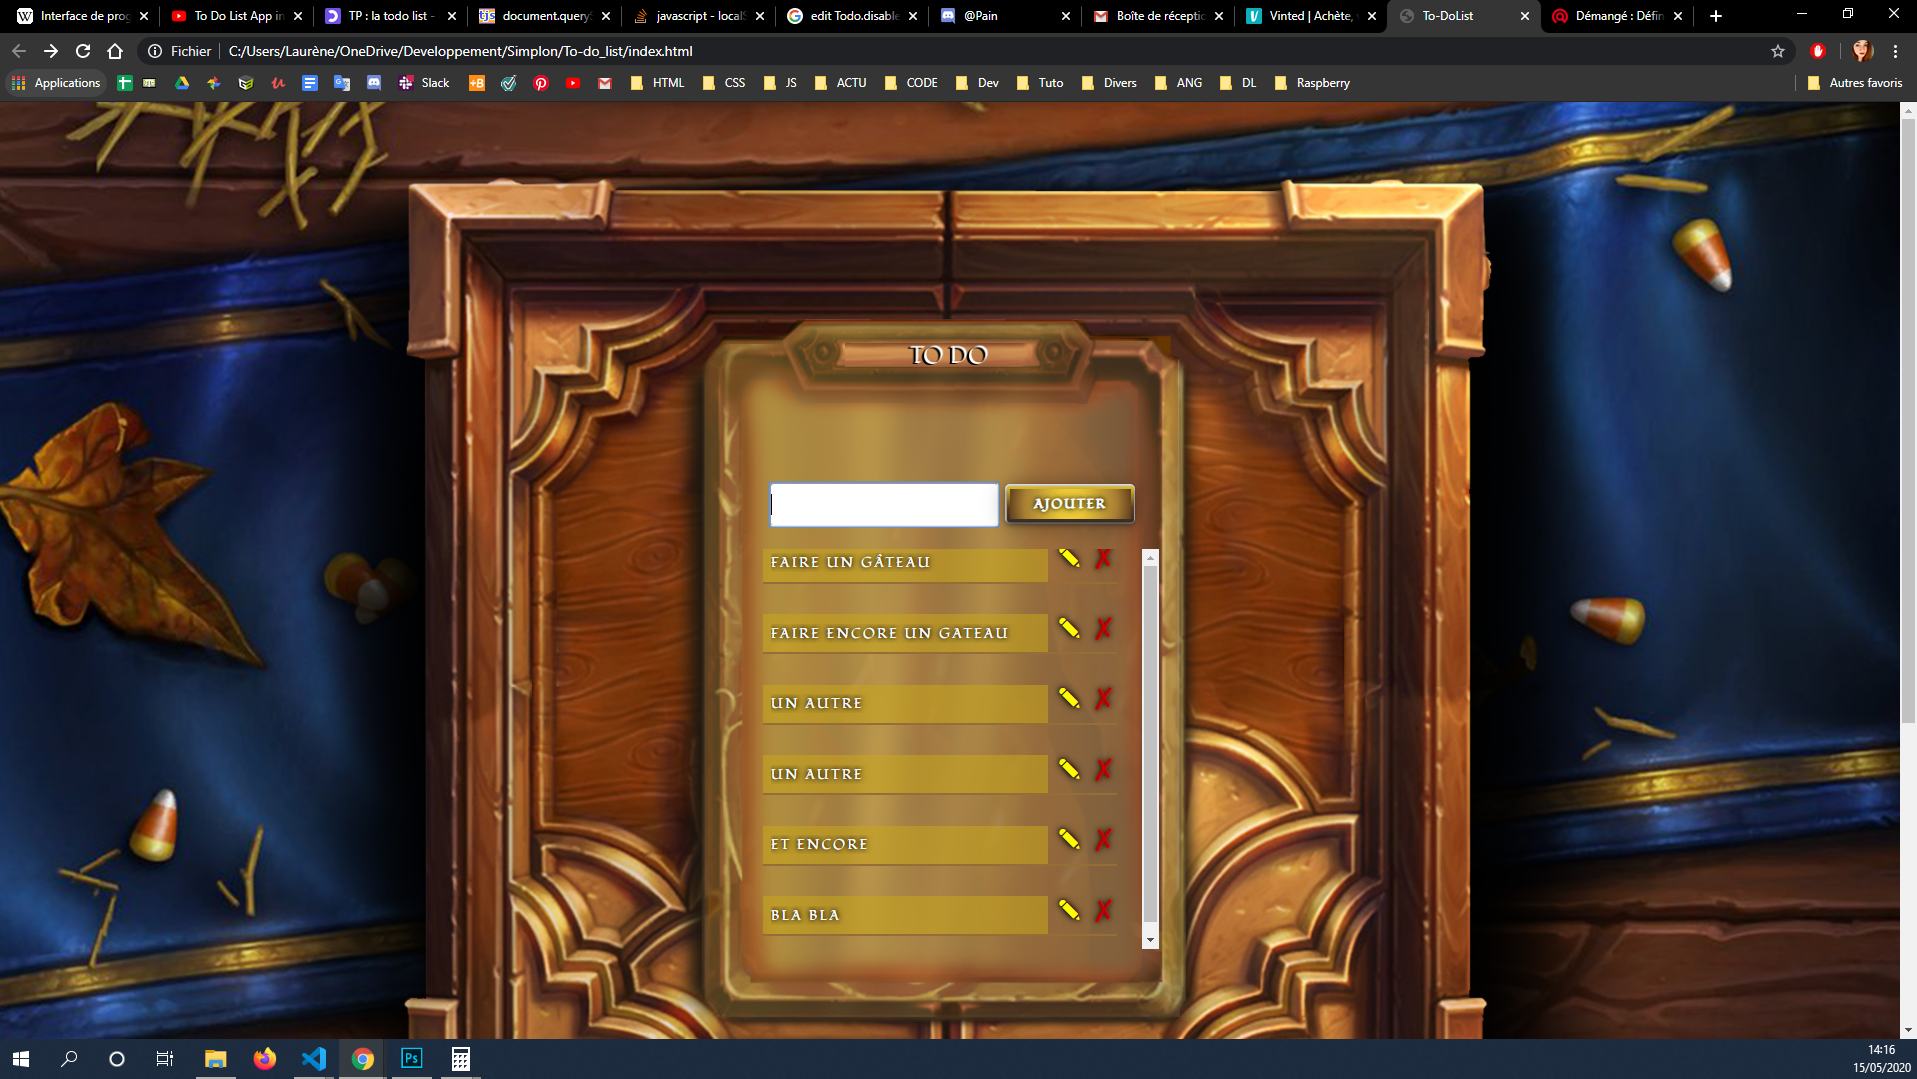 Interface de prog
To Do List App in
TP : la todo list -
document.queryS
javascript - localS
edit Todo.disable
@Pain
Boîte de réceptic
Vinted | Achète,
To-DoList
Démangé : Défin
Fichier
C:/Users/Laurène/OneDrive/Developpement/Simplon/To-do_list/index.html
Applications
Slack
HTML
CSS
JS
ACTU
CODE
Dev
Tuto
Divers
ANG
DL
Raspberry
Autres favoris
TO DO
AJOUTER
FAIRE UN GÂTEAU
FAIRE ENCORE UN GATEAU
UN AUTRE
UN AUTRE
ET ENCORE
BLA BLA
Ps
14:16
15/05/2020